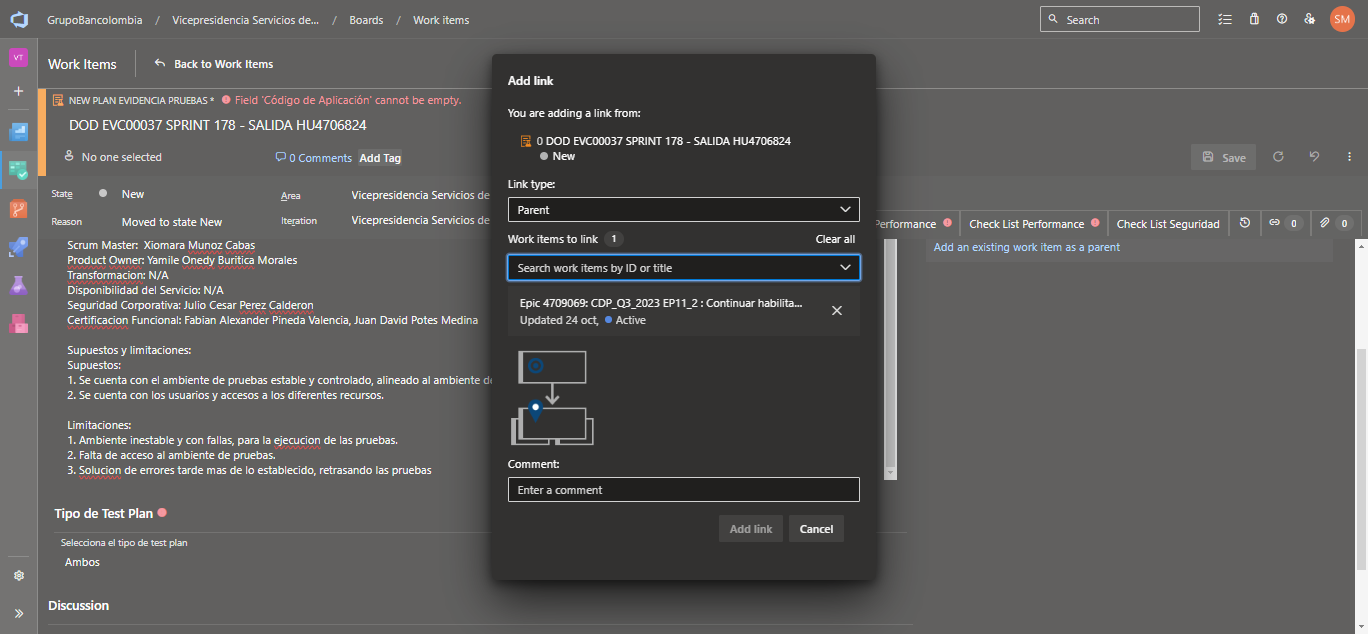 GrupoBancolombia / Vicepresidencia Servicios de... / Boards / Work items
Search
SM
VT
Work Items
Back to Work Items
NEW PLAN EVIDENCIA PRUEBAS * Field 'Código de Aplicación' cannot be empty.
DOD EVC00037 SPRINT 178 - SALIDA HU4706824
No one selected
0 Comments
Add Tag
Save
State
New
Area
Vicepresidencia Servicios de
Reason
Moved to state New
Iteration
Vicepresidencia Servicios de
Performance
Check List Performance
Check List Seguridad
0
0
Add an existing work item as a parent
Scrum Master: Xiomara Munoz Cabas
Product Owner: Yamile Onedy Buritica Morales
Transformacion: N/A
Disponibilidad del Servicio: N/A
Seguridad Corporativa: Julio Cesar Perez Calderon
Certificacion Funcional: Fabian Alexander Pineda Valencia, Juan David Potes Medina
Supuestos y limitaciones:
Supuestos:
1. Se cuenta con el ambiente de pruebas estable y controlado, alineado al ambiente de
2. Se cuenta con los usuarios y accesos a los diferentes recursos.
Limitaciones:
1. Ambiente inestable y con fallas, para la ejecucion de las pruebas.
2. Falta de acceso al ambiente de pruebas.
3. Solucion de errores tarde mas de lo establecido, retrasando las pruebas
Tipo de Test Plan
Selecciona el tipo de test plan
Ambos
Discussion
Add link
You are adding a link from:
0 DOD EVC00037 SPRINT 178 - SALIDA HU4706824
New
Link type:
Parent
Work items to link 1
Clear all
Search work items by ID or title
Epic 4709069: CDP_Q3_2023 EP11_2 : Continuar habilita...
Updated 24 oct, Active
Comment:
Enter a comment
Add link
Cancel